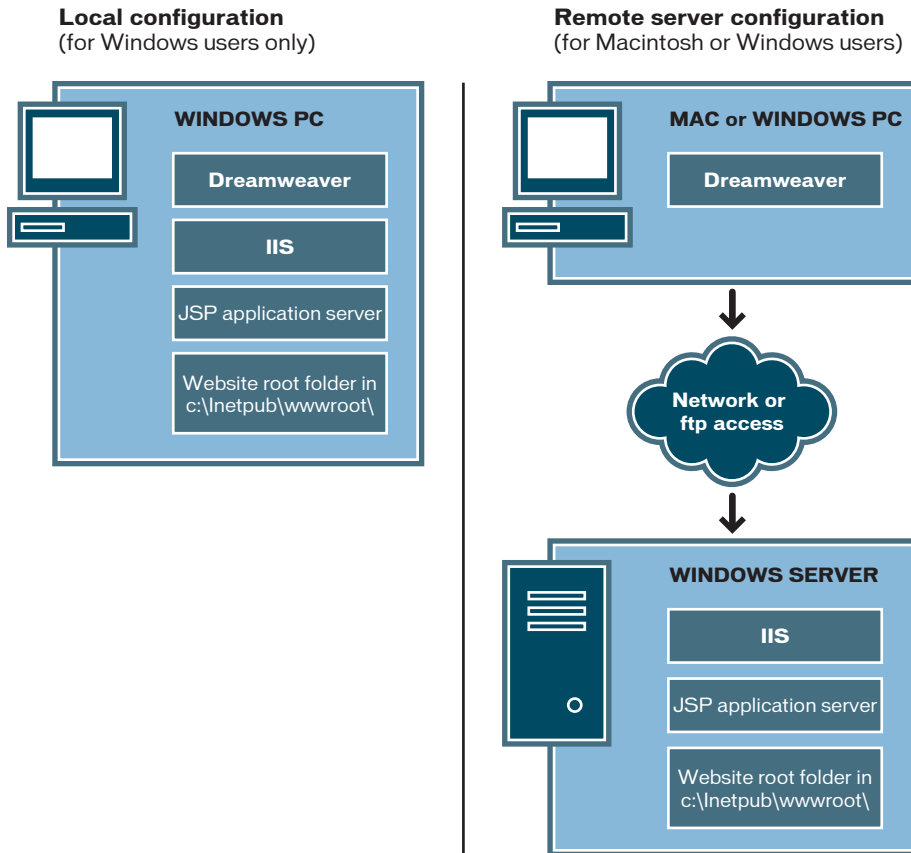 Local configuration
(for Windows users only)
WINDOWS PC
Dreamweaver
IIS
JSP application server
Website root folder in
c:\Inetpub\wwwroot\
Remote server configuration
(for Macintosh or Windows users)
MAC or WINDOWS PC
Dreamweaver
Network or
ftp access
WINDOWS SERVER
IIS
JSP application server
Website root folder in
c:\Inetpub\wwwroot\